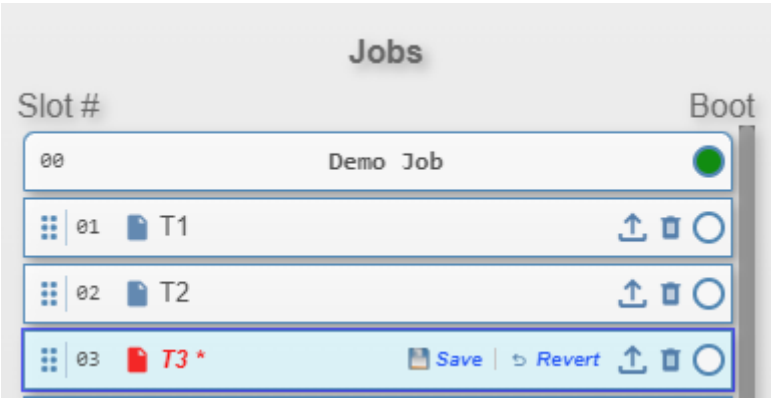 Jobs
Slot # Boot
00 Demo Job
01 T1
02 T2
03 T3 * Save Revert